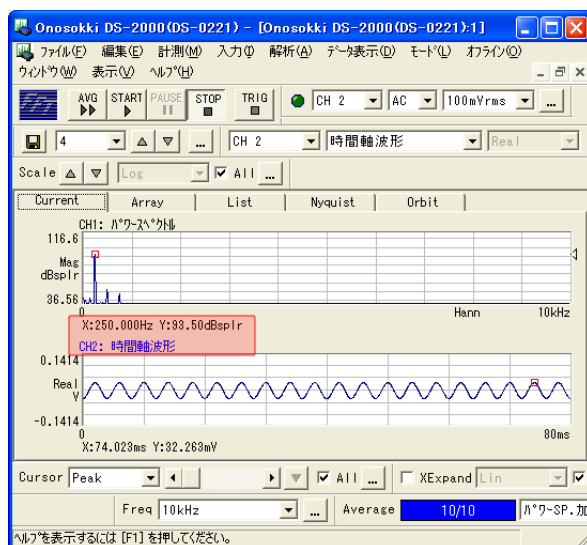 Onosokki DS-2000(DS-0221) - [Onosokki DS-2000(DS-0221):1]
ファイル(F) 編集(E) 計測(M) 入力(I) 解析(A) データ表示(D) モード(L) オフライン(O)
ウィンドウ(W) 表示(V) ヘルプ(H)
AVG START PAUSE STOP TRIG CH 2 AC 100mVrms ...
4 ... CH 2 時間軸波形 Real
Scale Log All ...
Current Array List Nyquist Orbit
CH1: パワースペクトル
116.6
Mag
dBsplr
36.56
0 Hann 10kHz
X:250.000Hz Y:93.50dBsplr
CH2: 時間軸波形
0.1414
Real
V
-0.1414
0 80ms
X:74.023ms Y:32.263mV
Cursor Peak All ... XExpand Lin
Freq 10kHz ... Average 10/10 パワーSP.加
ヘルプを表示するには [F1] を押してください。